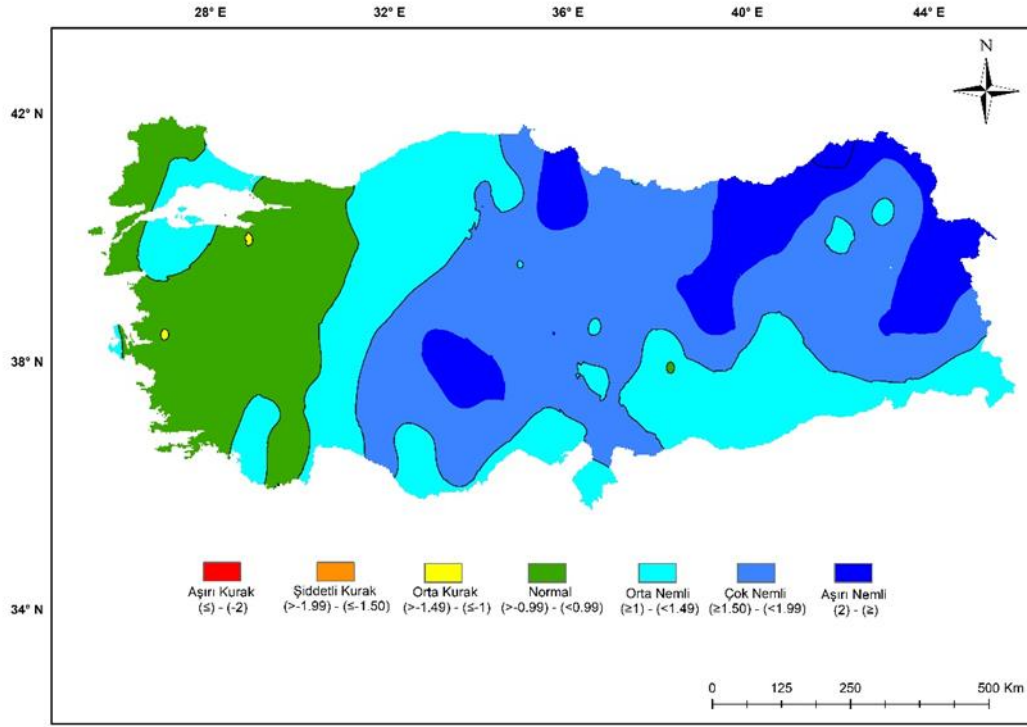 28° E 32° E 36° E 40° E 44° E
N
42° N
38° N
34° N
Aşırı Kurak
(≤) - (-2)
Şiddetli Kurak
(>-1.99) - (≤-1.50)
Orta Kurak
(>-1.49) - (≤-1)
Normal
(>-0.99) - (<0.99)
Orta Nemli
(≥1) - (<1.49)
Çok Nemli
(≥1.50) - (<1.99)
Aşırı Nemli
(2) - (≥)
0 125 250 500 Km